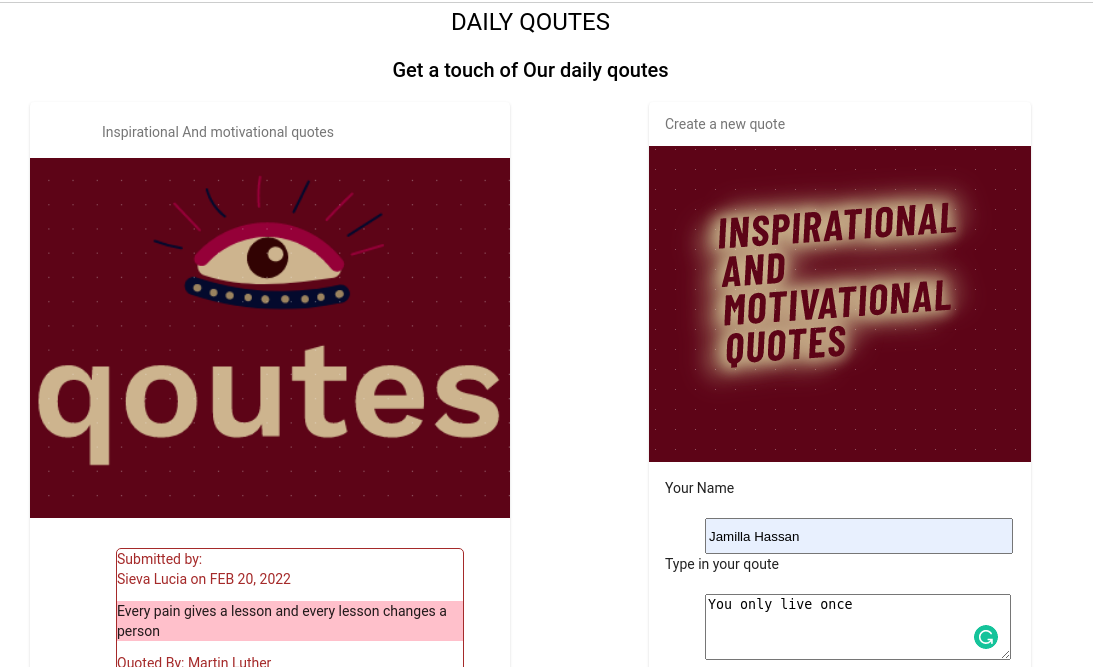 DAILY QOUTES
Get a touch of Our daily qoutes
Inspirational And motivational quotes
qoutes
Submitted by:
Sieva Lucia on FEB 20, 2022
Every pain gives a lesson and every lesson changes a
person
Quoted By: Martin Luther
Create a new quote
INSPIRATIONAL
AND
MOTIVATIONAL
QUOTES
Your Name
Jamilla Hassan
Type in your qoute
You only live once